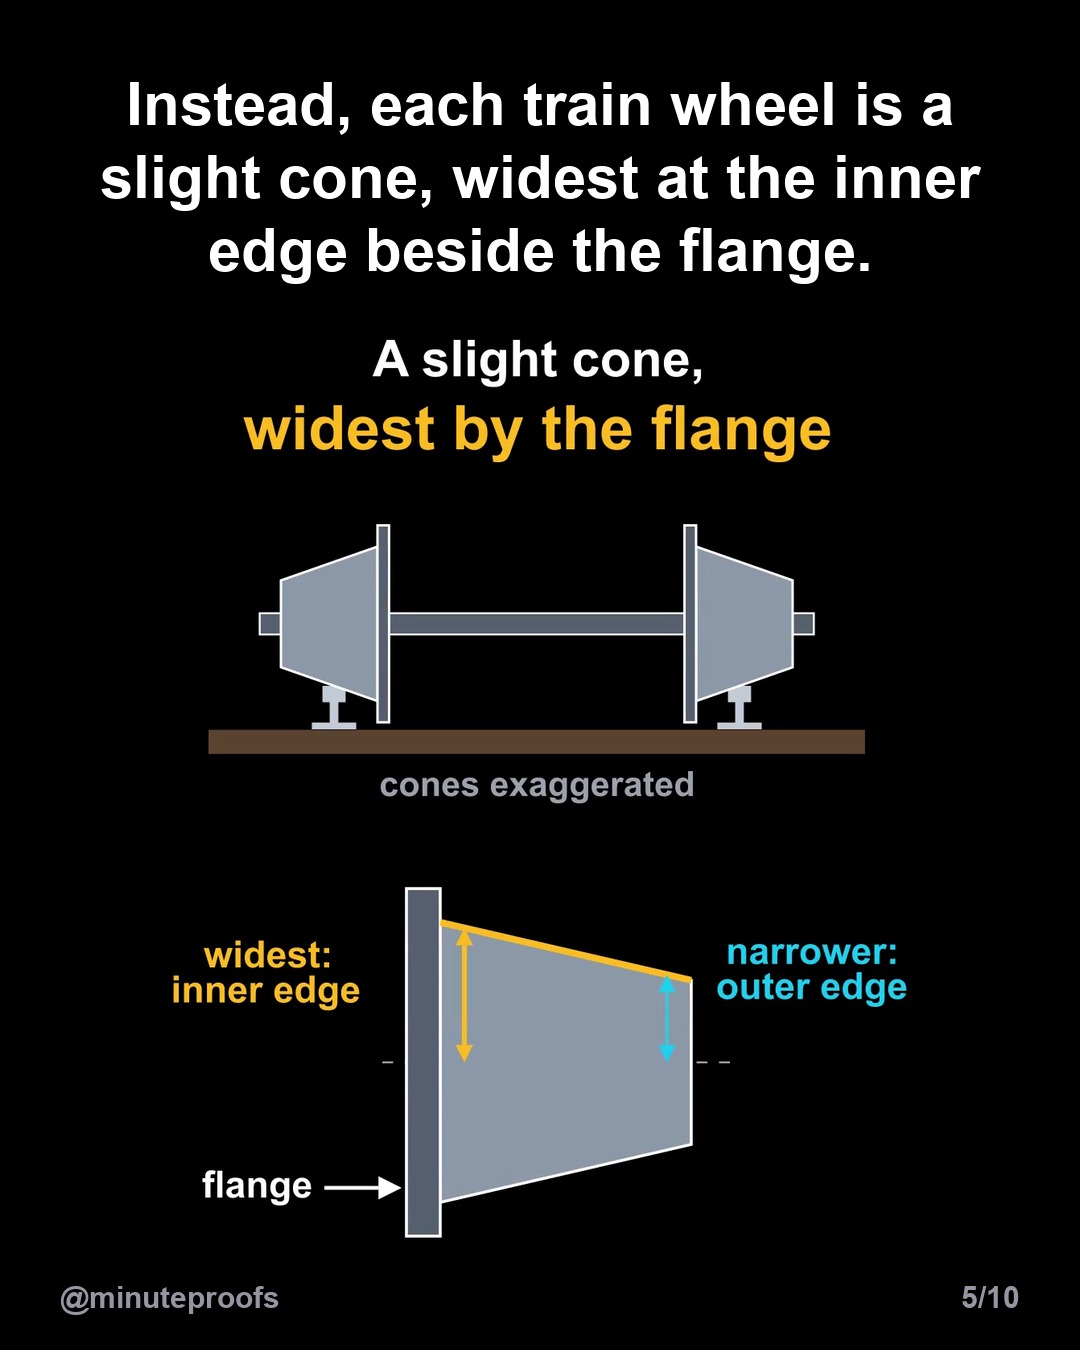 Instead, each train wheel is a
slight cone, widest at the inner
edge beside the flange.
A slight cone,
widest by the flange
cones exaggerated
widest:
inner edge
narrower:
outer edge
flange
@minuteproofs
5/10